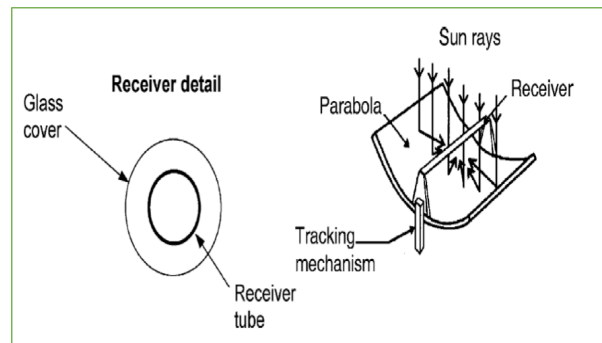 Receiver detail
Glass
cover
Receiver
tube
Sun rays
Parabola
Receiver
Tracking
mechanism